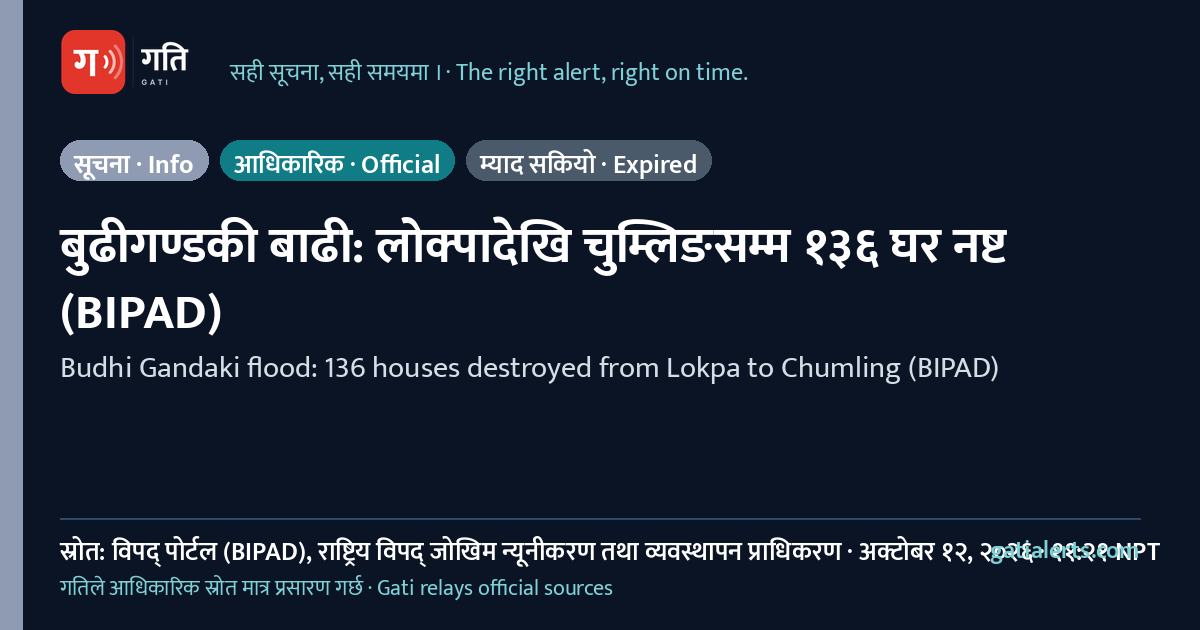 ग गति
GATI
सही सूचना, सही समयमा । · The right alert, right on time.
सूचना · Info
आधिकारिक · Official
म्याद सकियो · Expired
बुढीगण्डकी बाढी: लोक्पादेखि चुम्लिङसम्म १३६ घर नष्ट
(BIPAD)
Budhi Gandaki flood: 136 houses destroyed from Lokpa to Chumling (BIPAD)
स्रोत: विपद् पोर्टल (BIPAD), राष्ट्रिय विपद् जोखिम न्यूनीकरण तथा व्यवस्थापन प्राधिकरण · अक्टोबर १२, NPT
gatialerts.com
गतिले आधिकारिक स्रोत मात्र प्रसारण गर्छ · Gati relays official sources